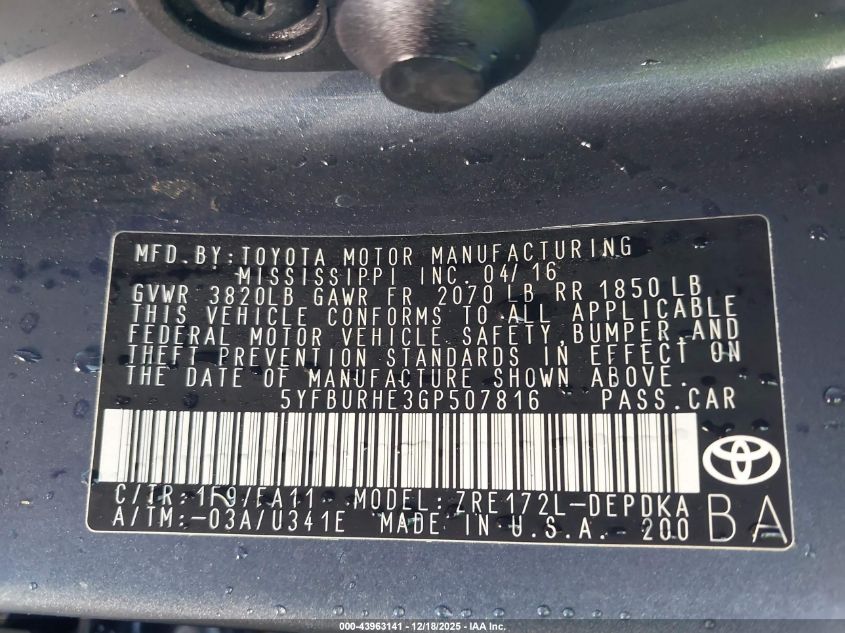 MFD. BY: TOYOTA MOTOR MANUFACTURING
MISSISSIPPI INC. 04/16
GVWR 3820LB GAWR FR 2070 LB RR 1850 LB
THIS VEHICLE CONFORMS TO ALL APPLICABLE
FEDERAL MOTOR VEHICLE SAFETY, BUMPER, AND
THEFT PREVENTION STANDARDS IN EFFECT ON
THE DATE OF MANUFACTURE SHOWN ABOVE.
5YFBURHE3GP507816 PASS.CAR
C/TR: 1F9/FA11 MODEL: ZRE172L-DEPDKA
A/TM:-03A/U341E MADE IN U.S.A. 200
BA
000-43963141 - 12/18/2025 - IAA Inc.